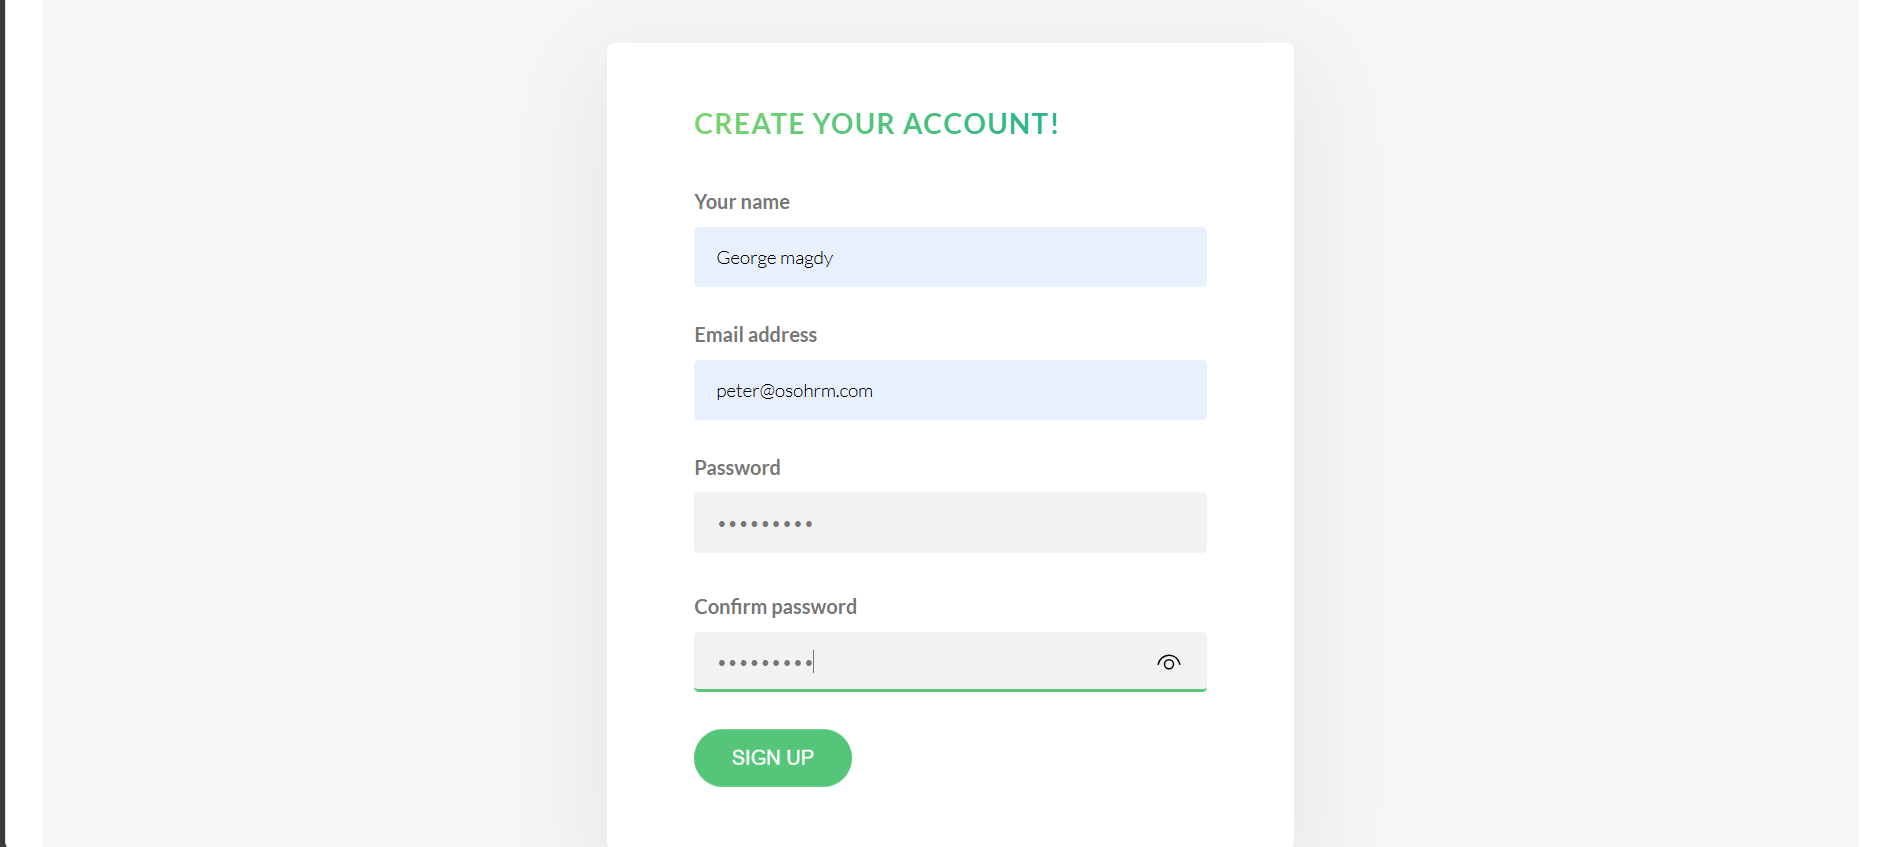 CREATE YOUR ACCOUNT!
Your name
George magdy
Email address
peter@osohrm.com
Password
•••••••••
Confirm password
•••••••••
SIGN UP